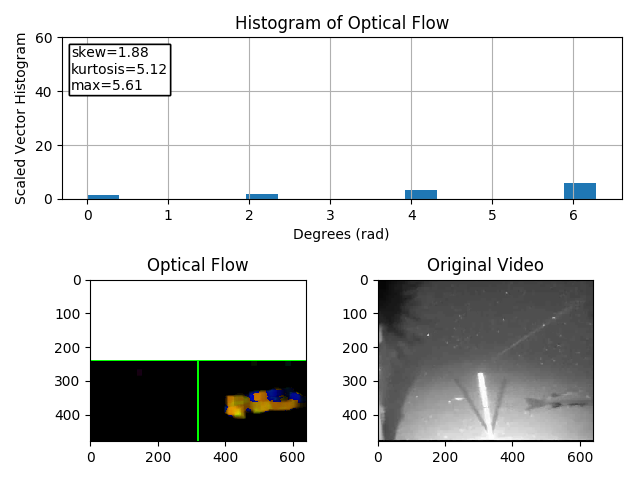 Histogram of Optical Flow
60
40
20
0
Scaled Vector Histogram
skew=1.88
kurtosis=5.12
max=5.61
0 1 2 3 4 5 6
Degrees (rad)
Optical Flow
0
100
200
300
400
0 200 400 600
Original Video
0
100
200
300
400
0 200 400 600